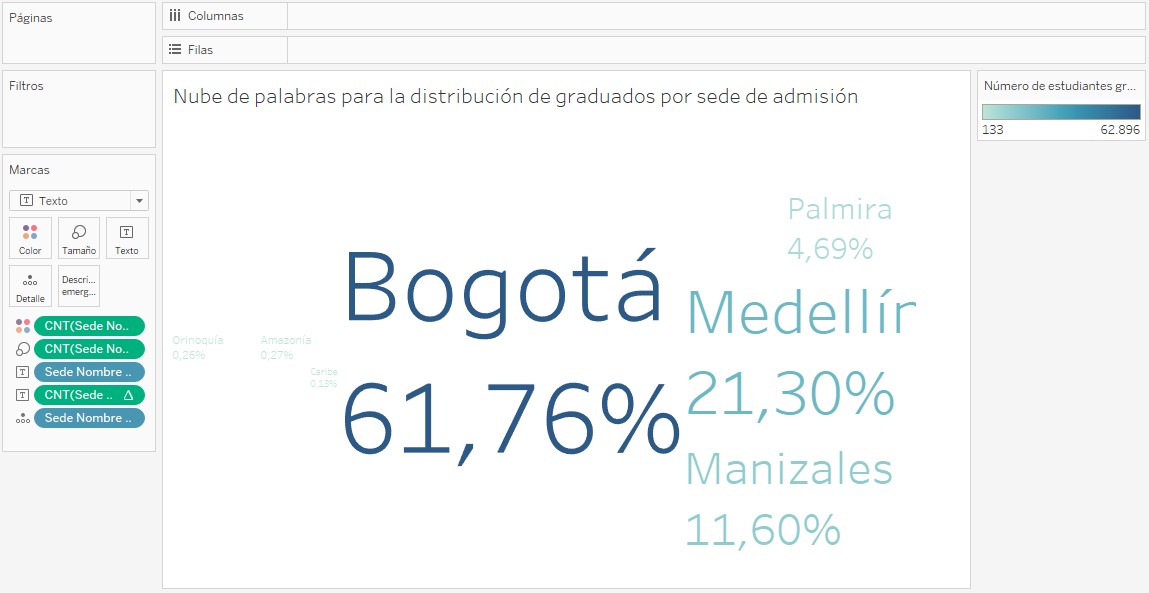 Páginas
Columnas
Filas
Filtros
Marcas
Texto
Color
Tamaño
Texto
Detalle
Descri...
emerg...
CNT(Sede No..
CNT(Sede No..
Sede Nombre ..
CNT(Sede ..
Sede Nombre ..
Nube de palabras para la distribución de graduados por sede de admisión
Orinoquía
0,26%
Amazonía
0,27%
Caribe
0,13%
Bogotá
61,76%
Palmira
4,69%
Medellír
21,30%
Manizales
11,60%
Número de estudiantes gr...
133
62.896